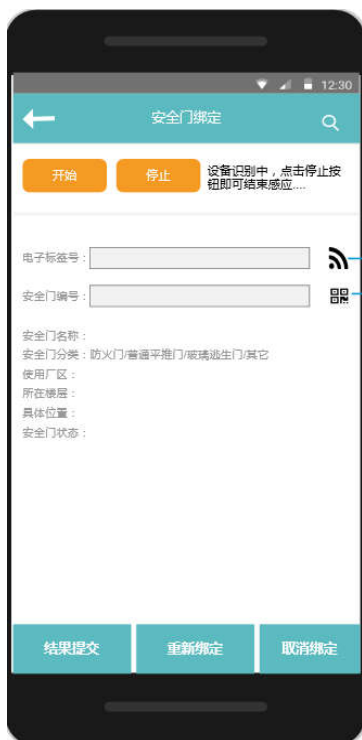 12:30
安全门绑定
开始
停止
设备识别中，点击停止按
钮即可结束感应....
电子标签号：
安全门编号：
安全门名称：
安全门分类：防火门/普通平推门/玻璃逃生门/其它
使用厂区：
所在楼层：
具体位置：
安全门状态：
结果提交
重新绑定
取消绑定